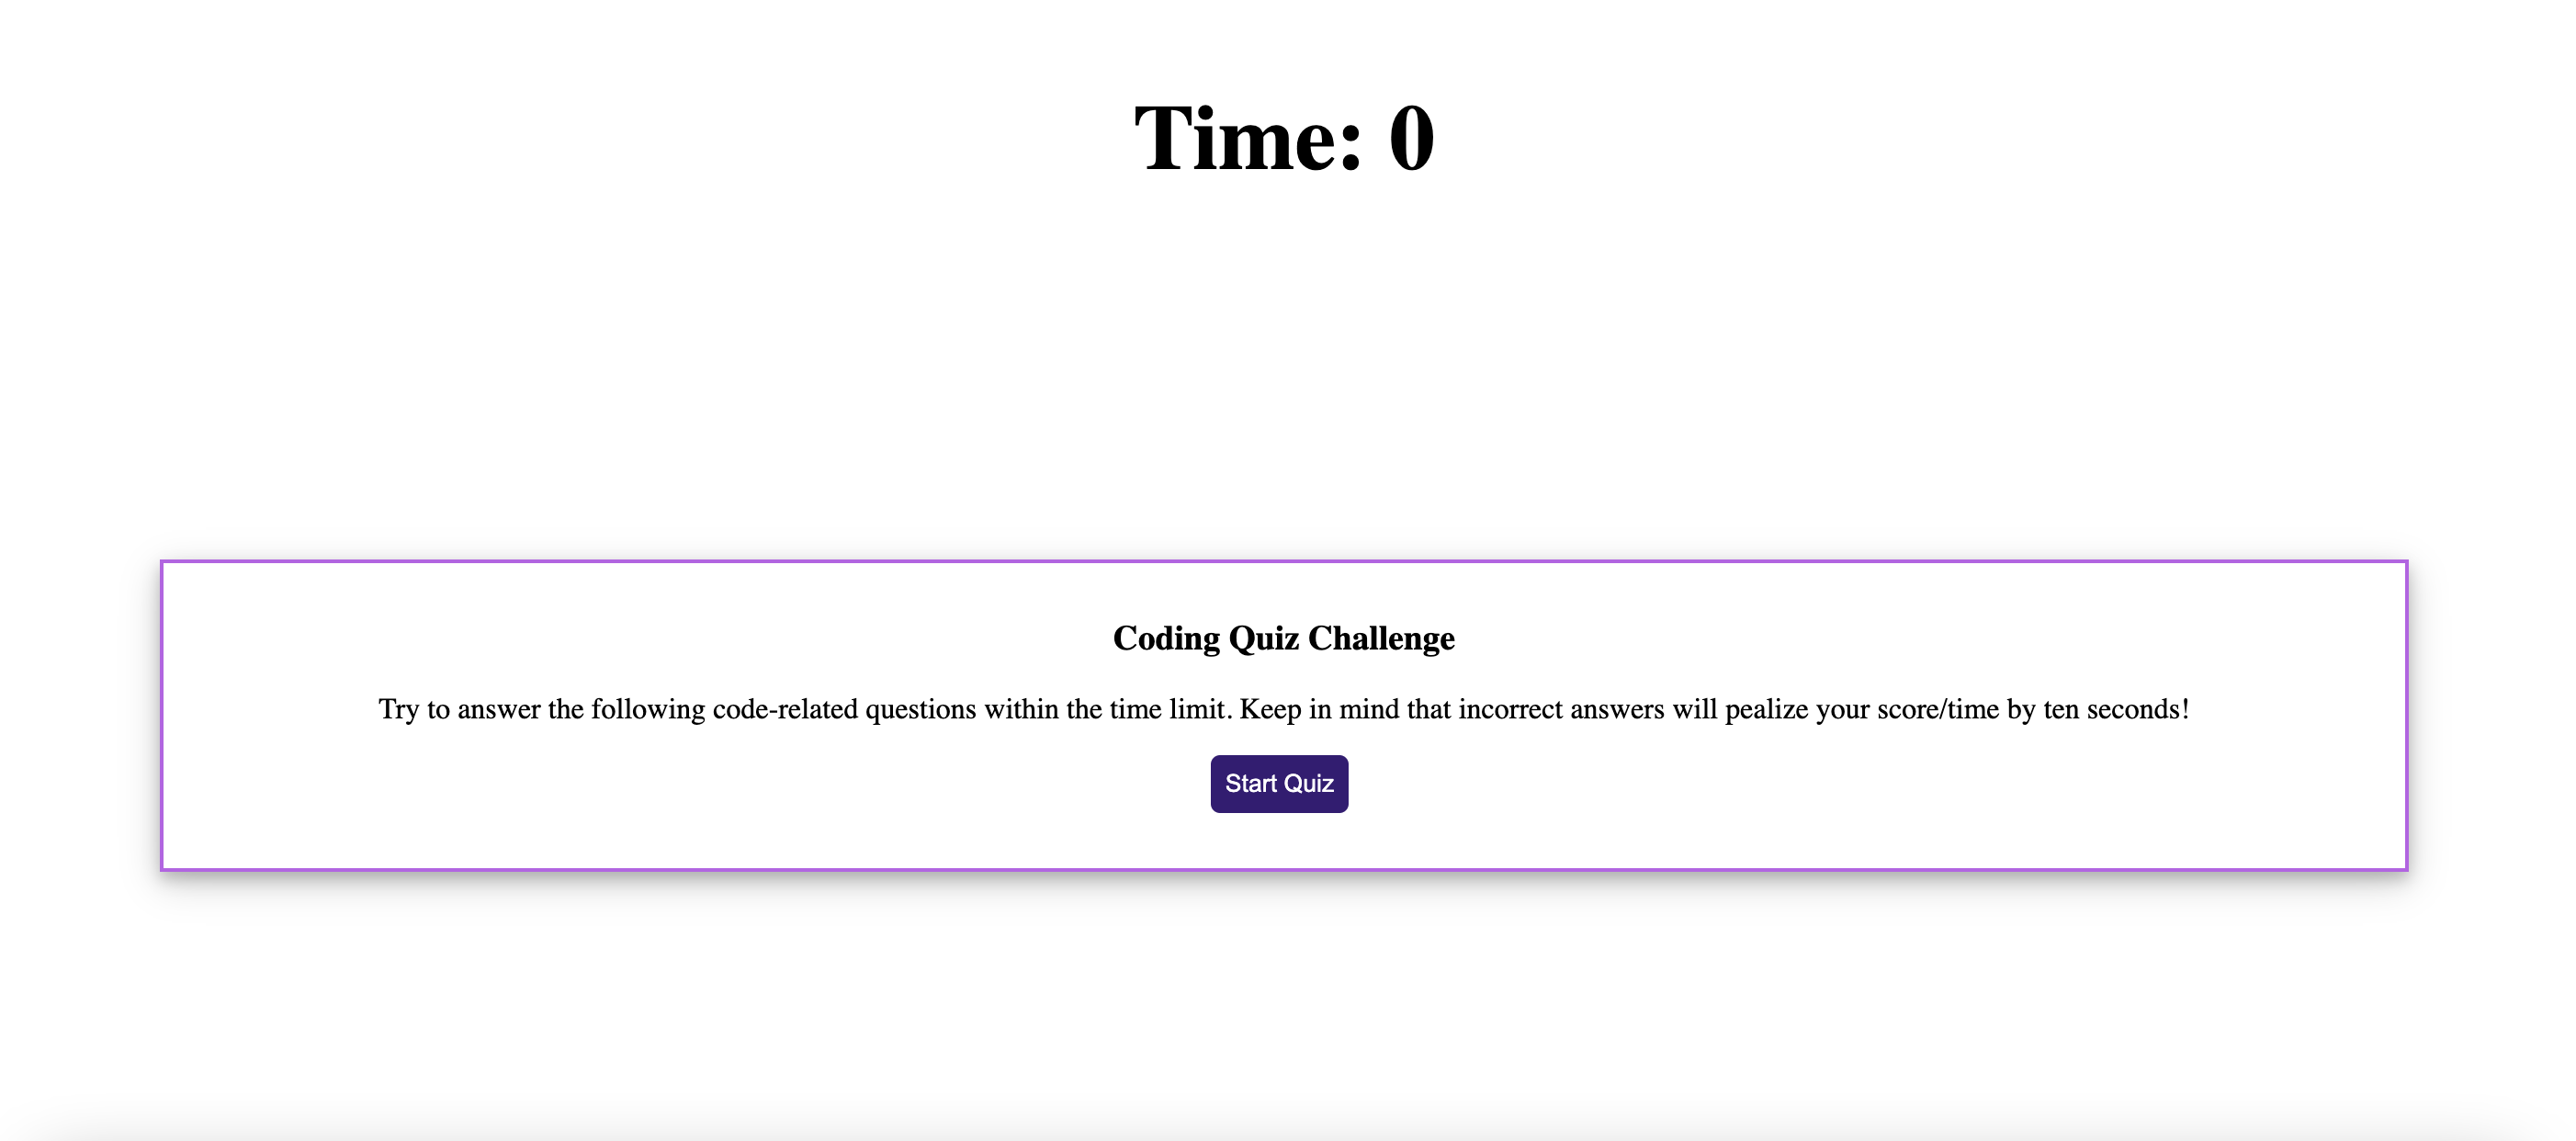 Time: 0
Coding Quiz Challenge
Try to answer the following code-related questions within the time limit. Keep in mind that incorrect answers will pealize your score/time by ten seconds!
Start Quiz